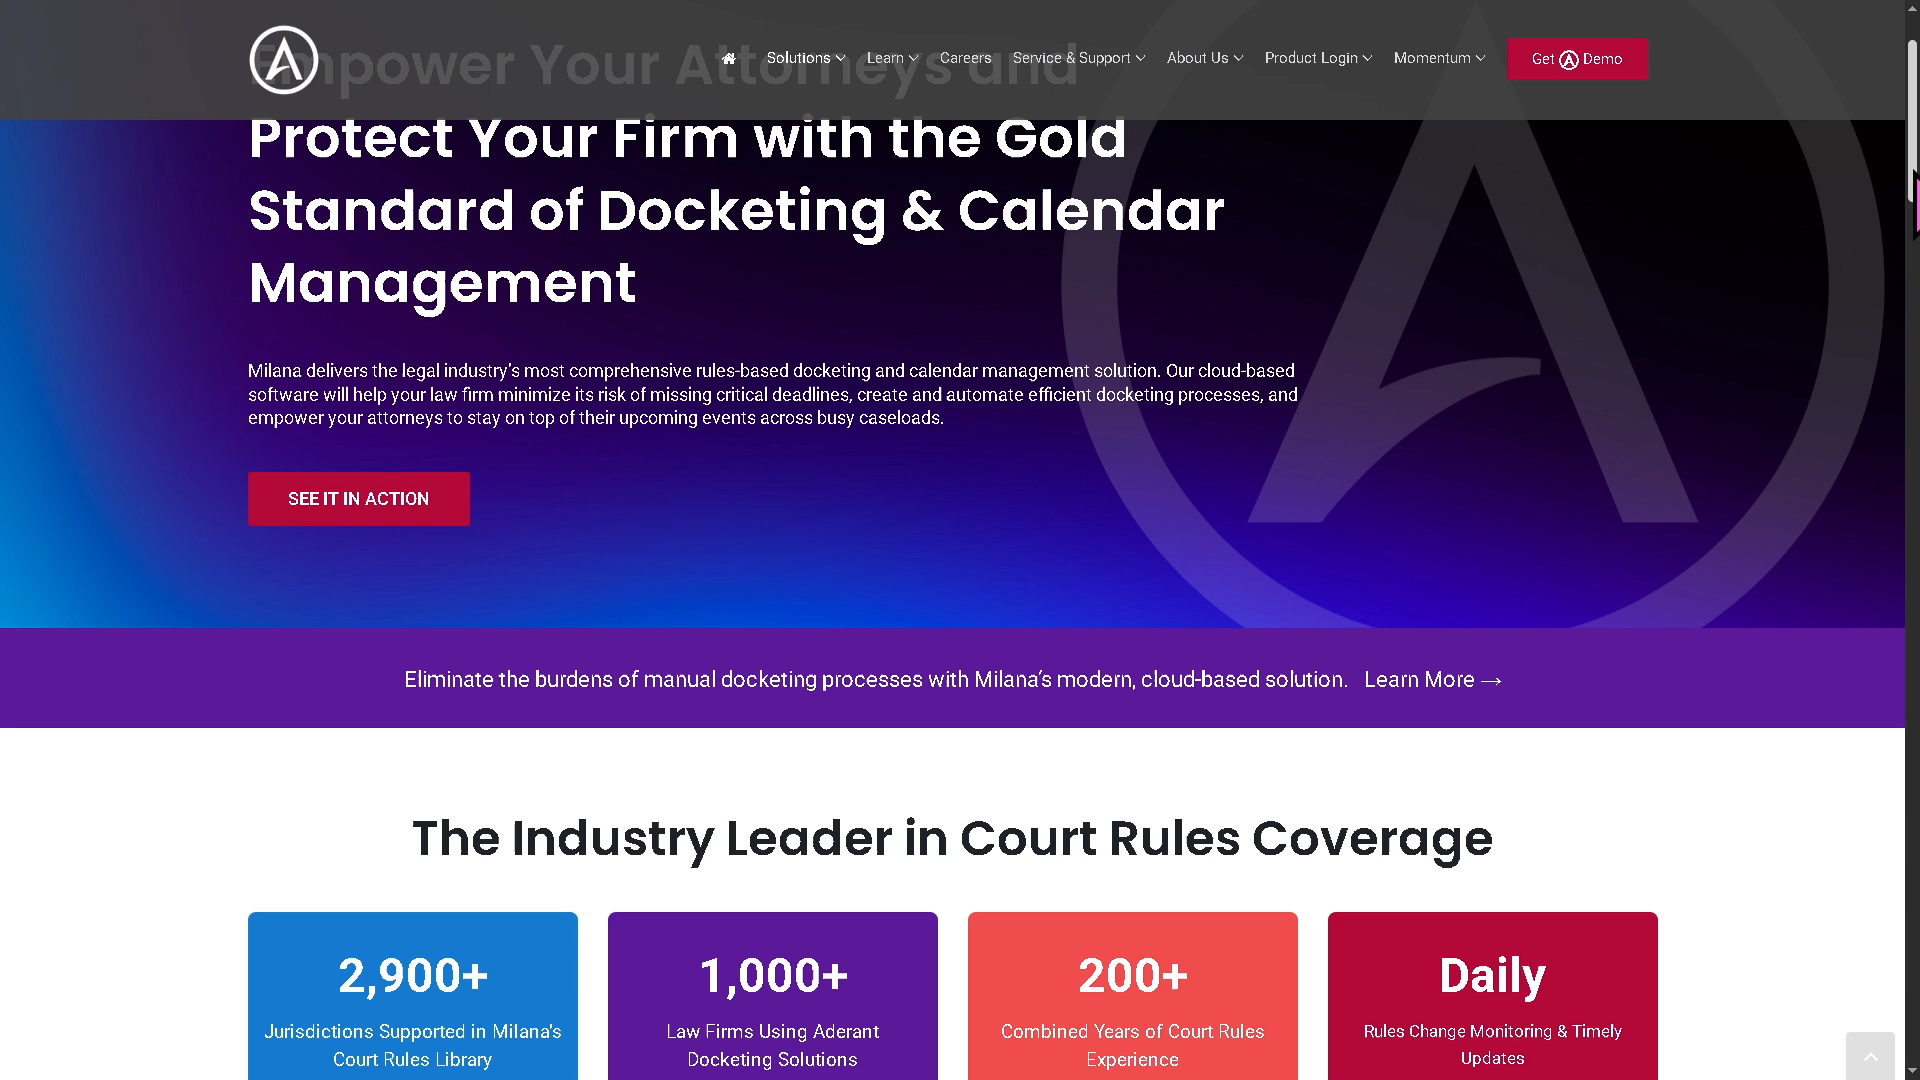 Solutions
Learn
Careers
Service & Support
About Us
Product Login
Momentum
Get Demo
Empower Your Attorneys and
Protect Your Firm with the Gold
Standard of Docketing & Calendar
Management
Milana delivers the legal industry's most comprehensive rules-based docketing and calendar management solution. Our cloud-based
software will help your law firm minimize its risk of missing critical deadlines, create and automate efficient docketing processes, and
empower your attorneys to stay on top of their upcoming events across busy caseloads.
SEE IT IN ACTION
Eliminate the burdens of manual docketing processes with Milana's modern, cloud-based solution. Learn More →
The Industry Leader in Court Rules Coverage
2,900+
Jurisdictions Supported in Milana's
Court Rules Library
1,000+
Law Firms Using Aderant
Docketing Solutions
200+
Combined Years of Court Rules
Experience
Daily
Rules Change Monitoring & Timely
Updates